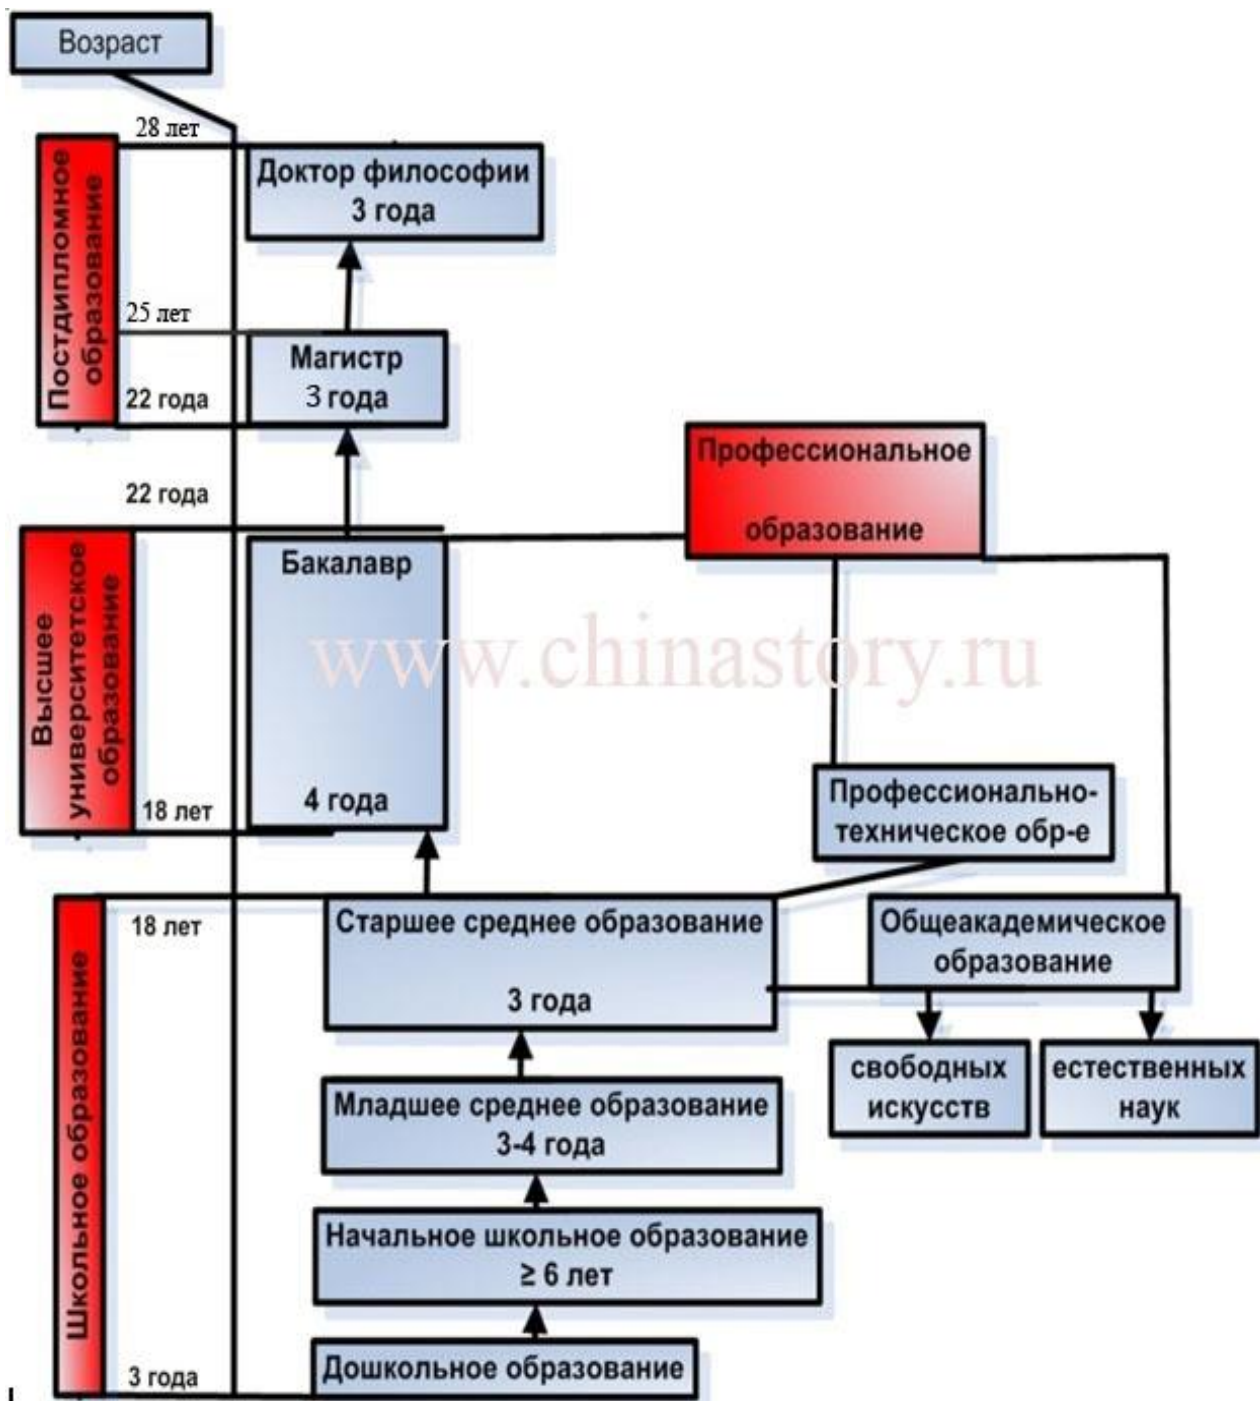 Возраст
28 лет
Постдипломное
образование
Доктор философии
3 года
25 лет
Магистр
3 года
22 года
22 года
Профессиональное
образование
Высшее
университетское
образование
Бакалавр
4 года
18 лет
www.chinastory.ru
Профессионально-
техническое обр-е
Школьное образование
18 лет
Старшее среднее образование
3 года
Общеакадемическое
образование
свободных
искусств
естественных
наук
Младшее среднее образование
3-4 года
Начальное школьное образование
≥ 6 лет
Дошкольное образование
3 года